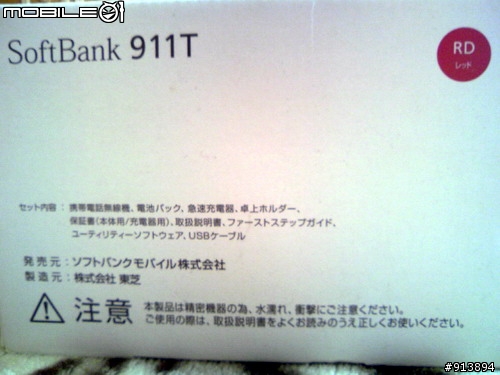 MOBILE01
SoftBank 911T
RD
レッド
セット内容：携帯電話無線機、電池パック、急速充電器、卓上ホルダー、
保証書(本体用/充電器用)、取扱説明書、ファーストステップガイド、
ユーティリティーソフトウェア、USBケーブル
発売元：ソフトバンクモバイル株式会社
製造元：株式会社 東芝
注意
本製品は精密機器の為、水濡れ、衝撃にご注意ください。
ご使用の際は、取扱説明書をよくお読みのうえ正しくお使いください。
#913894